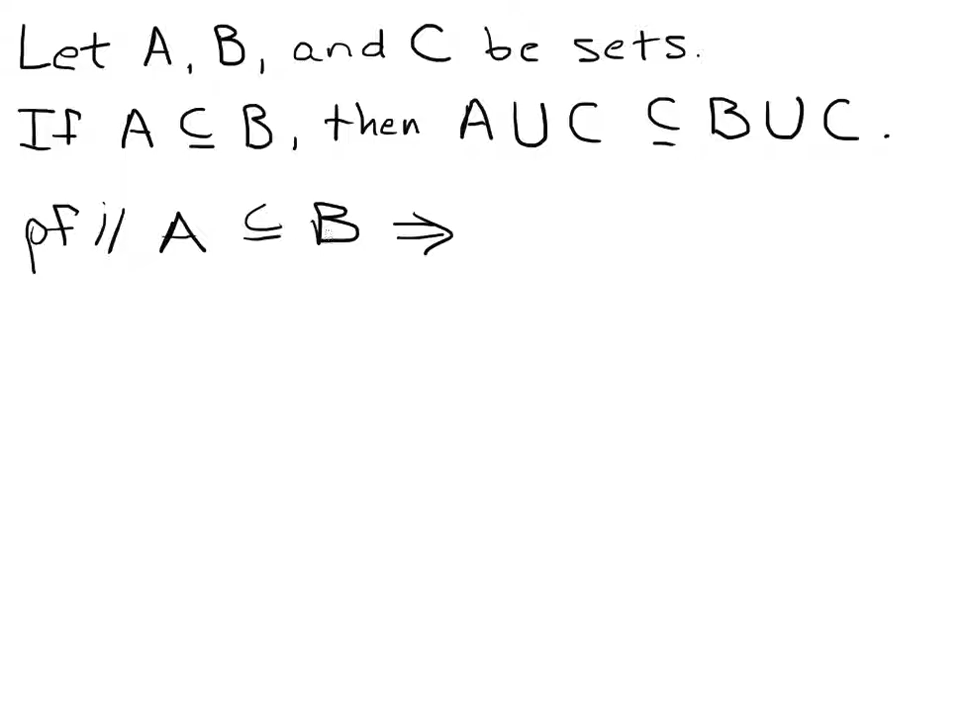 Let A, B, and C be sets.
If A ⊆ B, then A ∪ C ⊆ B ∪ C.
pf // A ⊆ B ⇒